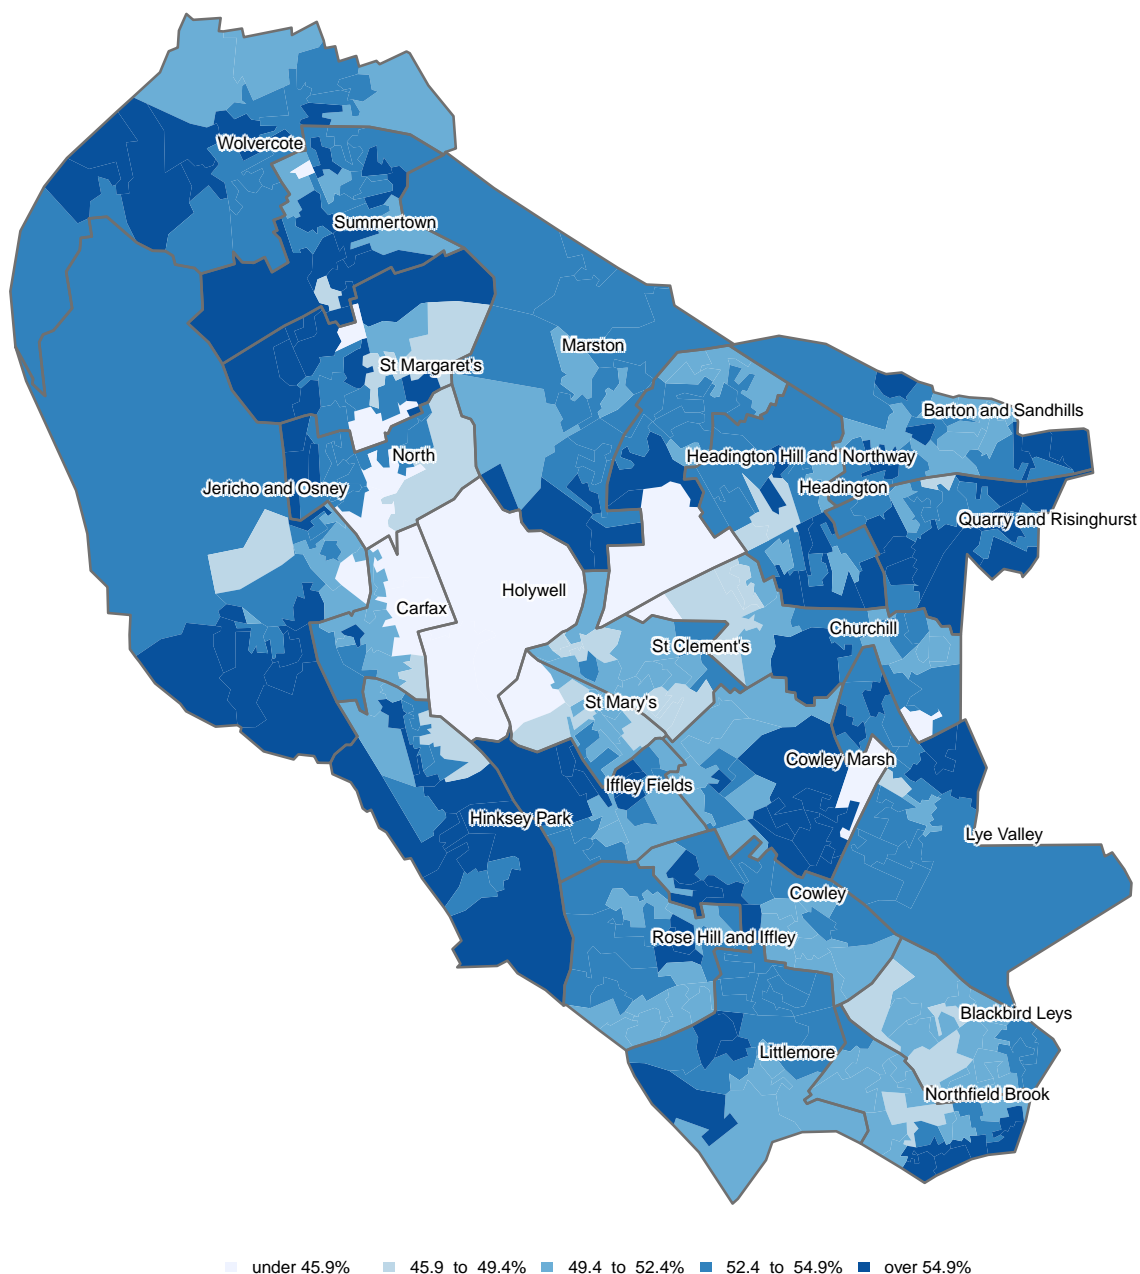 Wolvercote
Summertown
Marston
St Margaret's
Barton and Sandhills
North
Headington Hill and Northway
Jericho and Osney
Headington
Quarry and Risinghurst
Holywell
Carfax
Churchill
St Clement's
St Mary's
Cowley Marsh
Iffley Fields
Hinksey Park
Lye Valley
Cowley
Rose Hill and Iffley
Blackbird Leys
Littlemore
Northfield Brook
under 45.9% 45.9 to 49.4% 49.4 to 52.4% 52.4 to 54.9% over 54.9%